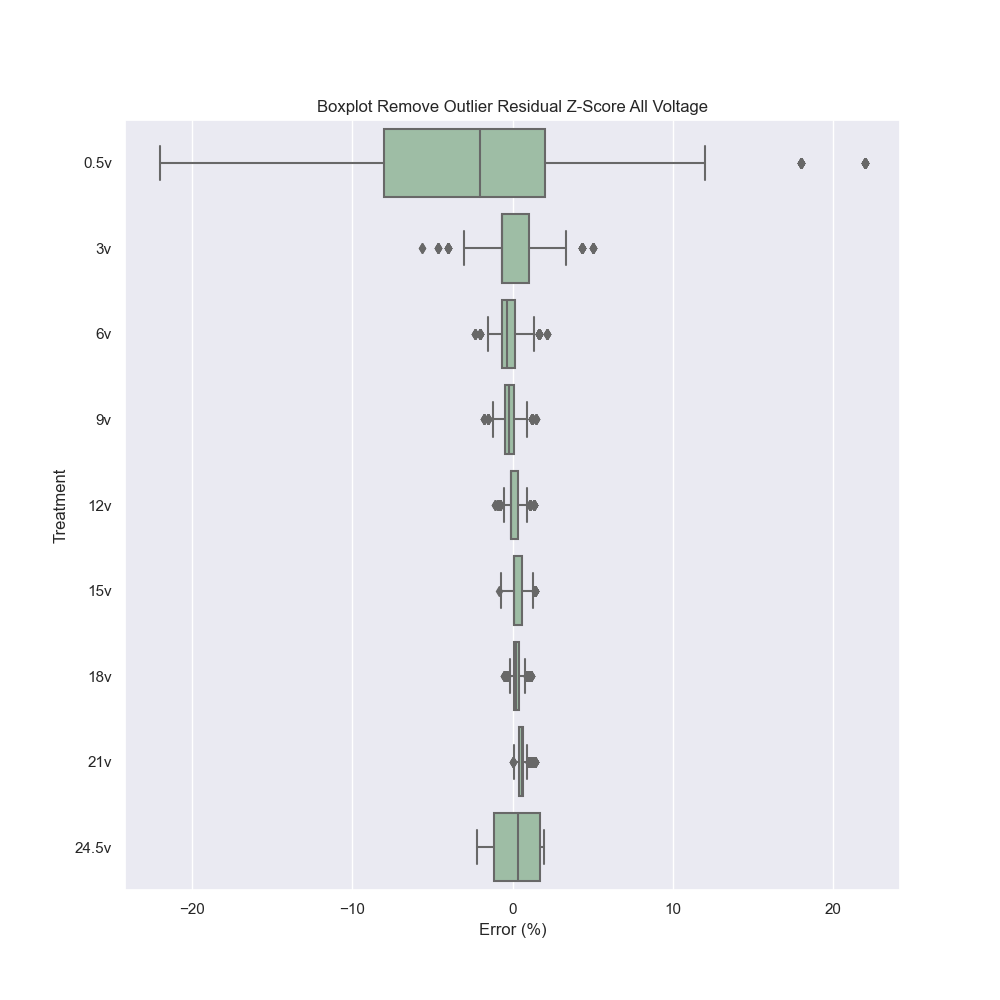 Boxplot Remove Outlier Residual Z-Score All Voltage
0.5v
3v
6v
9v
12v
15v
18v
21v
24.5v
Treatment
−20
−10
0
10
20
Error (%)